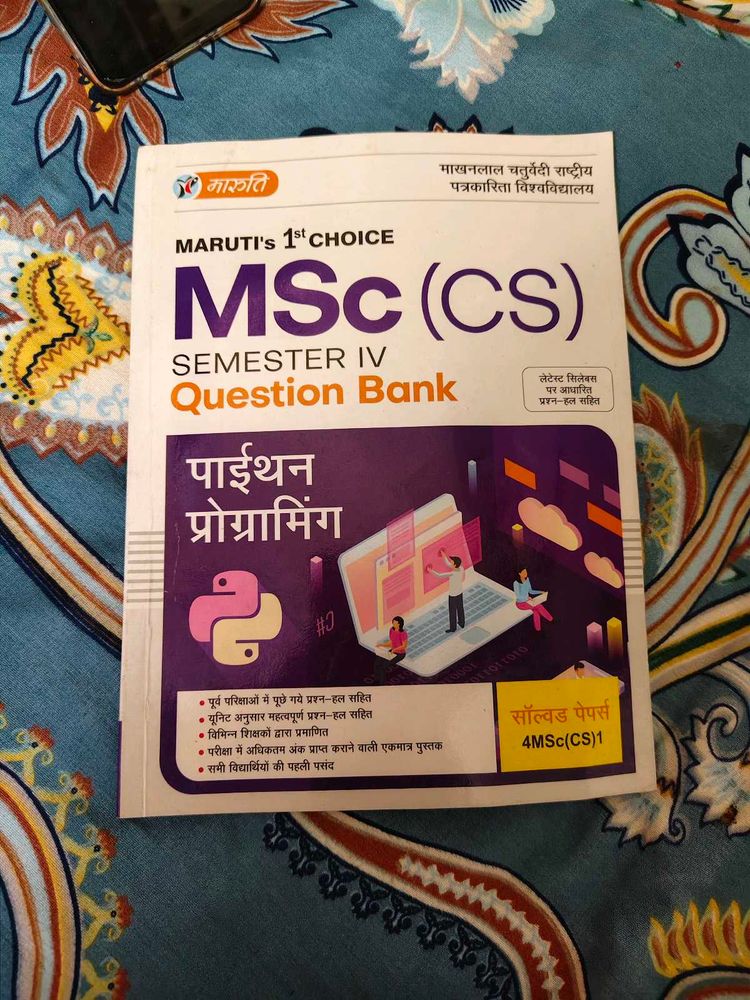 मारुति
माखनलाल चतुर्वेदी राष्ट्रीय
पत्रकारिता विश्वविद्यालय
MARUTI's 1st CHOICE
MSc (CS)
SEMESTER IV
Question Bank
लेटेस्ट सिलेबस
पर आधारित
प्रश्न-हल सहित
पाईथन
प्रोग्रामिंग
#C
• पूर्व परिक्षाओं में पूछे गये प्रश्न-हल सहित
• यूनिट अनुसार महत्वपूर्ण प्रश्न-हल सहित
• विभिन्न शिक्षकों द्वारा प्रमाणित
• परीक्षा में अधिकतम अंक प्राप्त कराने वाली एकमात्र पुस्तक
• सभी विद्यार्थियों की पहली पसंद
सॉल्वड पेपर्स
4MSc(CS)1